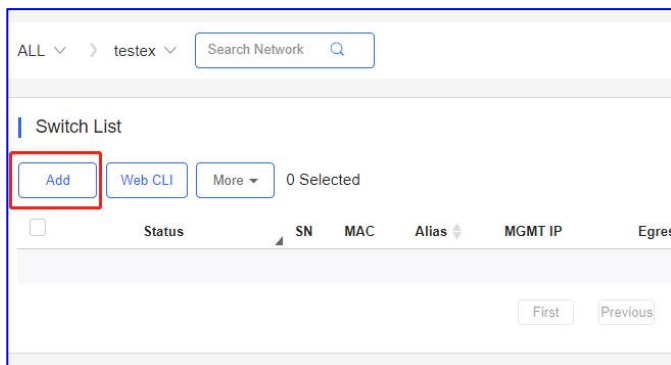 ALL testex Search Network
Switch List
Add Web CLI More 0 Selected
Status SN MAC Alias MGMT IP Egres
First Previous